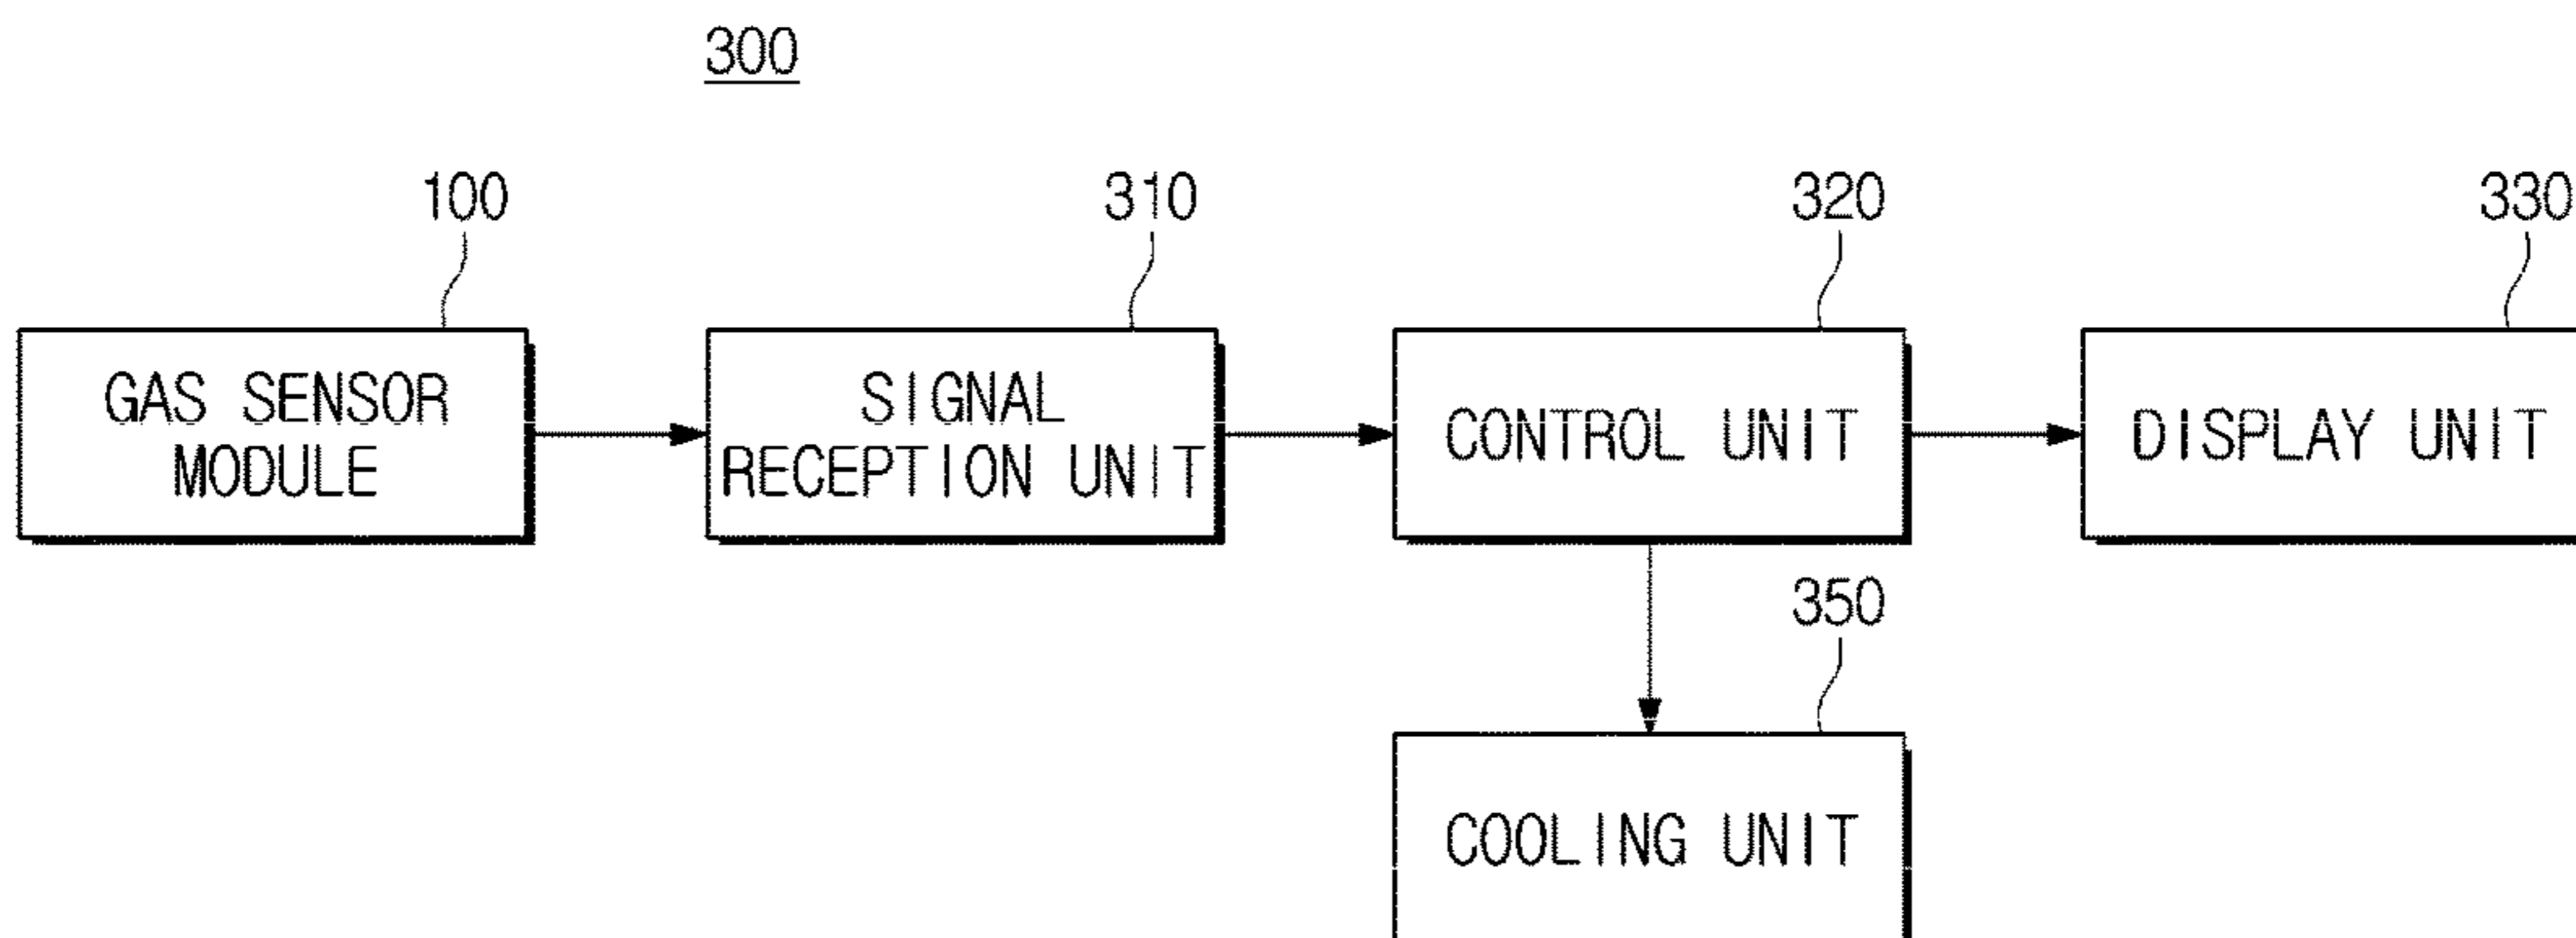 300
100
310
320
330
GAS SENSOR
MODULE
SIGNAL
RECEPTION UNIT
CONTROL UNIT
DISPLAY UNIT
350
COOLING UNIT